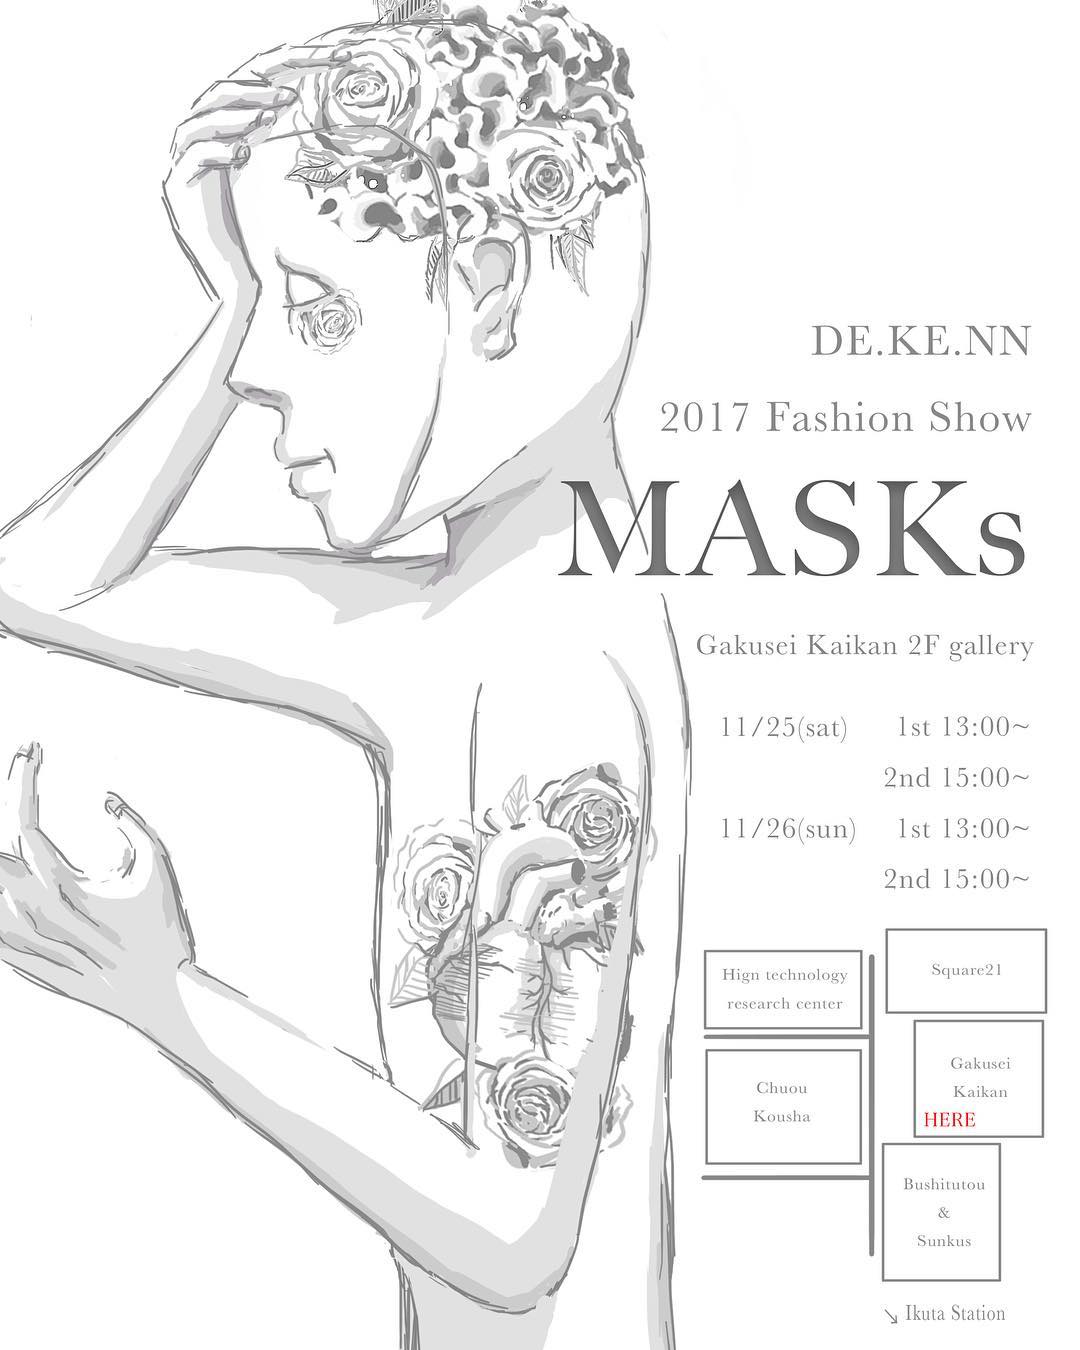 DE.KE.NN
2017 Fashion Show
MASKs
Gakusei Kaikan 2F gallery
11/25(sat) 1st 13:00~
2nd 15:00~
11/26(sun) 1st 13:00~
2nd 15:00~
Hign technology
research center
Square21
Chuou
Kousha
Gakusei
Kaikan
HERE
Bushitutou
&
Sunkus
↘ Ikuta Station